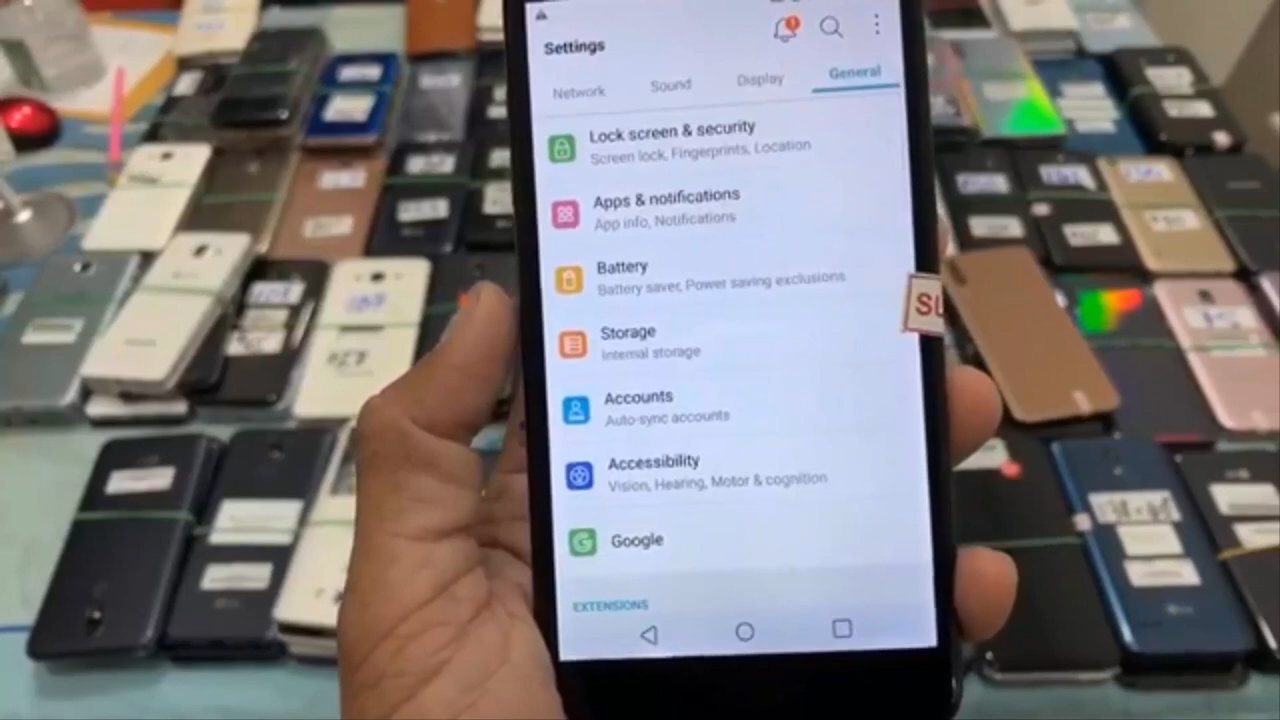 Settings
Network Sound Display General
Lock screen & security
Screen lock, Fingerprints, Location
Apps & notifications
App info, Notifications
Battery
Battery saver, Power saving exclusions
Storage
Internal storage
Accounts
Auto-sync accounts
Accessibility
Vision, Hearing, Motor & cognition
Google
EXTENSIONS